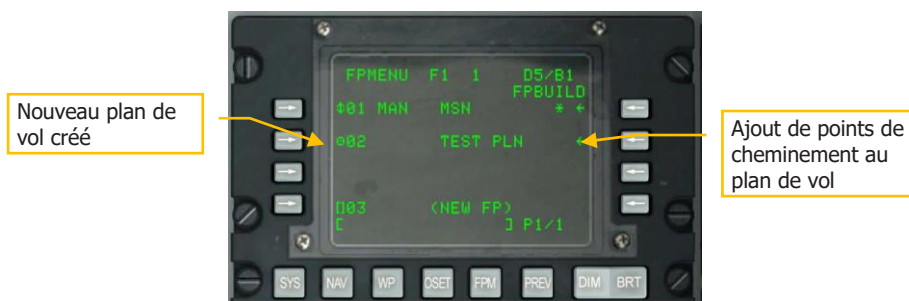 Nouveau plan de
vol créé
FPMENU F1 1 D5/B1
FPBUILD
↕01 MAN MSN * ←
02 TEST PLN ←
[]03 (NEW FP)
[ ] P1/1
Ajout de points de
cheminement au
plan de vol
SYS NAV WP OSET FPM PREV DIM BRT